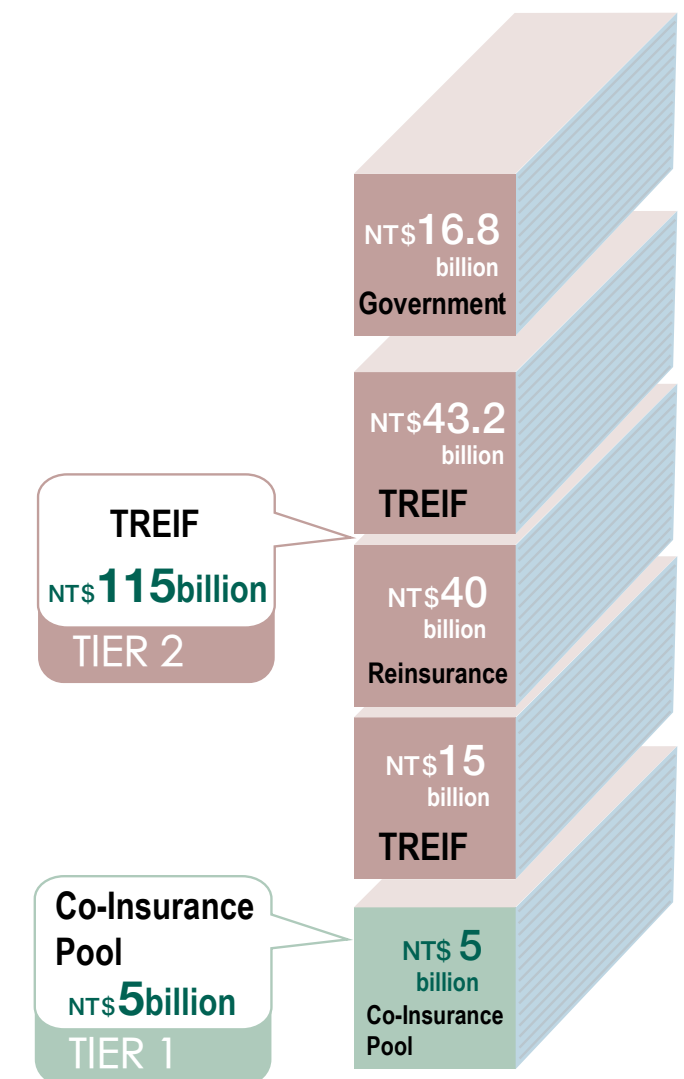 NT$16.8
billion
Government
NT$43.2
billion
TREIF
TREIF
NT$115billion
TIER 2
NT$40
billion
Reinsurance
NT$15
billion
TREIF
Co-Insurance
Pool
NT$5billion
TIER 1
NT$ 5
billion
Co-Insurance
Pool